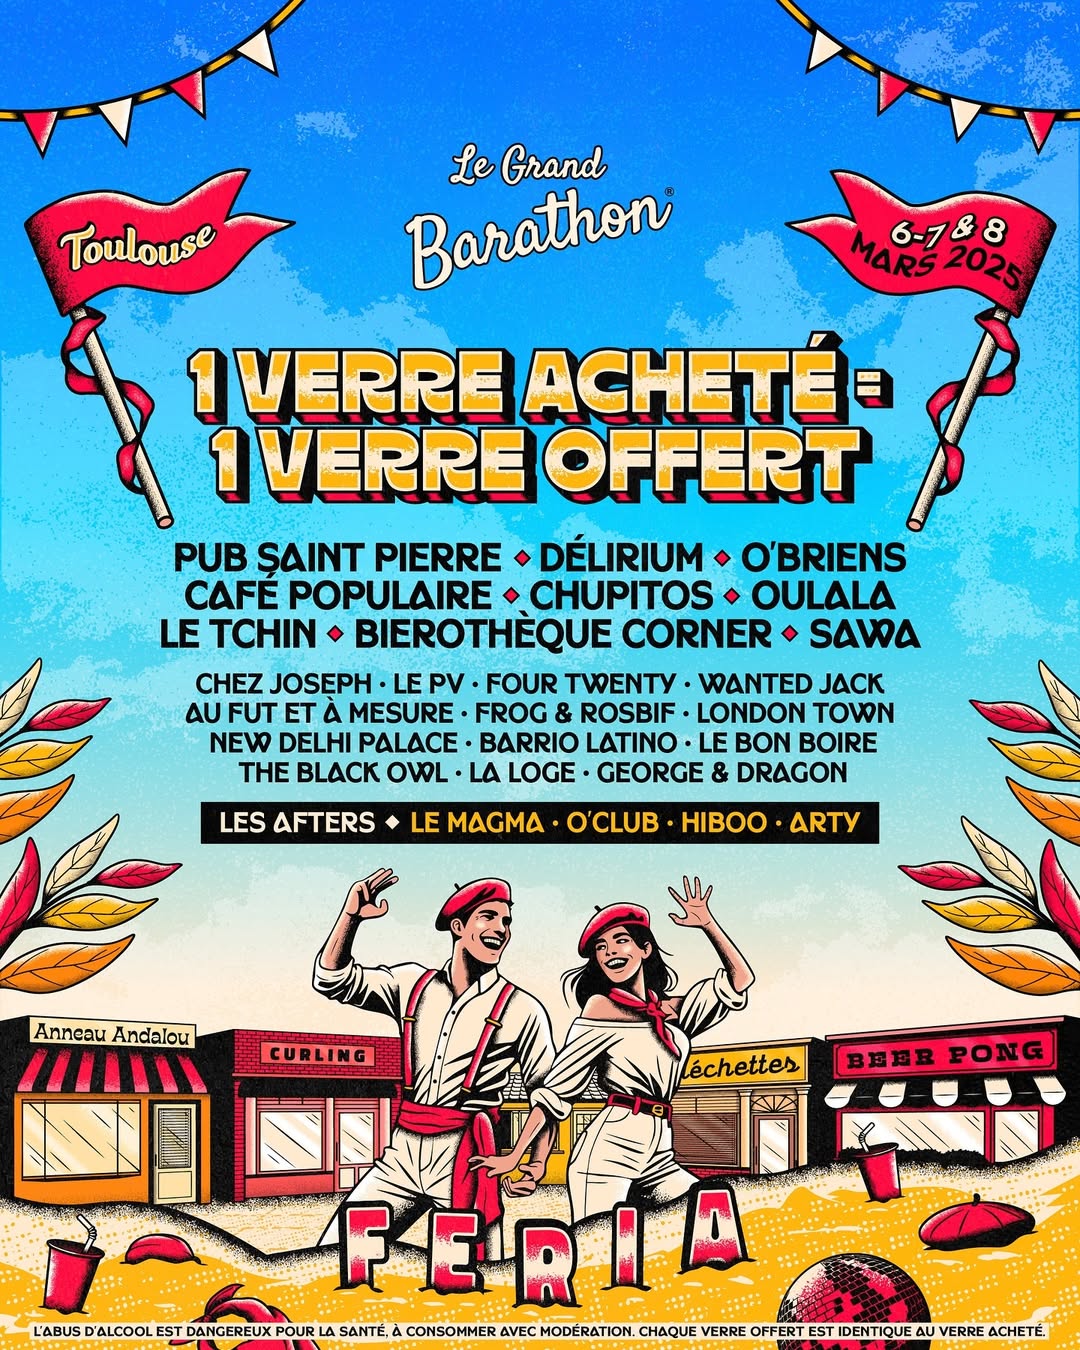 Le Grand
Barathon®
Toulouse
6-7 & 8
MARS 2025
1 VERRE ACHETÉ =
1 VERRE OFFERT
PUB SAINT PIERRE ◆ DÉLIRIUM ◆ O'BRIENS
CAFÉ POPULAIRE ◆ CHUPITOS ◆ OULALA
LE TCHIN ◆ BIEROTHÈQUE CORNER ◆ SAWA
CHEZ JOSEPH · LE PV · FOUR TWENTY · WANTED JACK
AU FUT ET À MESURE · FROG & ROSBIF · LONDON TOWN
NEW DELHI PALACE · BARRIO LATINO · LE BON BOIRE
THE BLACK OWL · LA LOGE · GEORGE & DRAGON
LES AFTERS ◆ LE MAGMA · O'CLUB · HIBOO · ARTY
Anneau Andalou
CURLING
léchettes
BEER PONG
FERIA
L'ABUS D'ALCOOL EST DANGEREUX POUR LA SANTÉ, À CONSOMMER AVEC MODÉRATION. CHAQUE VERRE OFFERT EST IDENTIQUE AU VERRE ACHETÉ.